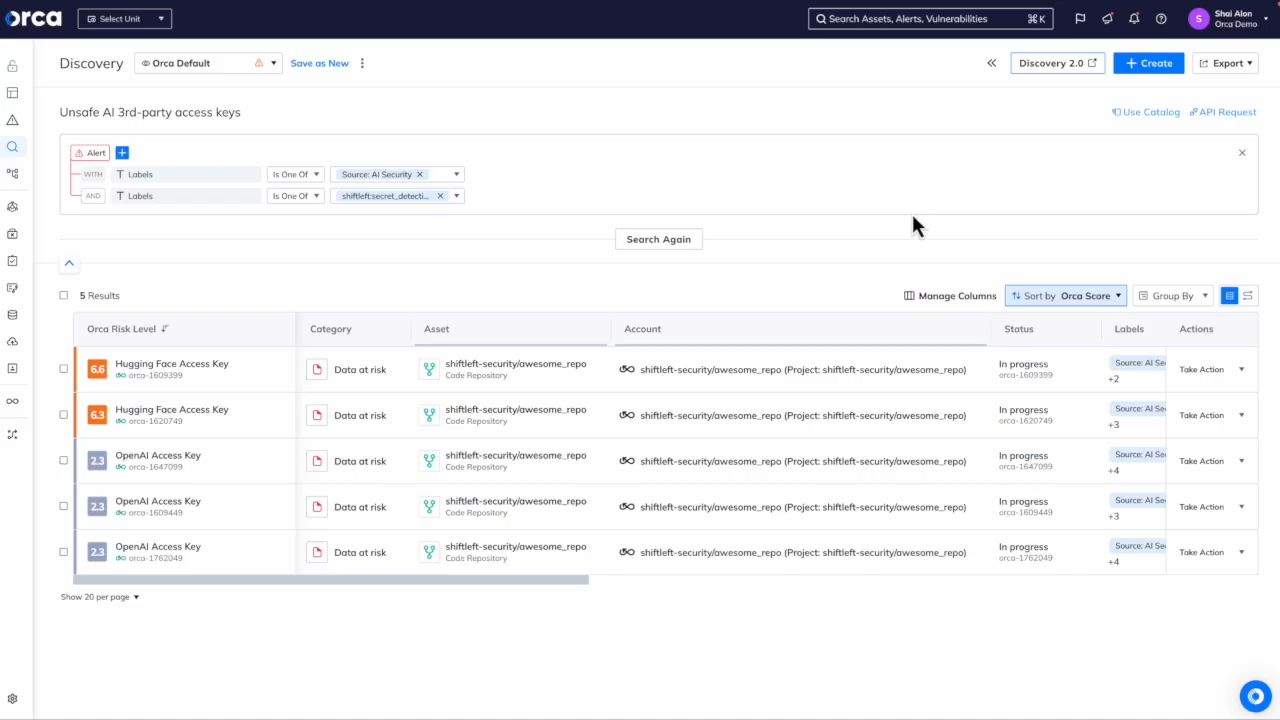 orca
Select Unit
Search Assets, Alerts, Vulnerabilities
⌘K
S
Shai Alon
Orca Demo
Discovery
Orca Default
Save as New
Discovery 2.0
+ Create
Export
Unsafe AI 3rd-party access keys
Use Catalog
API Request
Alert
WITH
Labels
Is One Of
Source: AI Security
AND
Labels
Is One Of
shiftleft:secret_detecti...
Search Again
5 Results
Manage Columns
Sort by Orca Score
Group By
Orca Risk Level
Category
Asset
Account
Status
Labels
Actions
6.6
Hugging Face Access Key
orca-1609399
Data at risk
shiftleft-security/awesome_repo
Code Repository
shiftleft-security/awesome_repo (Project: shiftleft-security/awesome_repo)
In progress
orca-1609399
Source: AI Se
+2
Take Action
6.3
Hugging Face Access Key
orca-1620749
Data at risk
shiftleft-security/awesome_repo
Code Repository
shiftleft-security/awesome_repo (Project: shiftleft-security/awesome_repo)
In progress
orca-1620749
Source: AI Se
+3
Take Action
2.3
OpenAI Access Key
orca-1647099
Data at risk
shiftleft-security/awesome_repo
Code Repository
shiftleft-security/awesome_repo (Project: shiftleft-security/awesome_repo)
In progress
orca-1647099
Source: AI Se
+4
Take Action
2.3
OpenAI Access Key
orca-1609449
Data at risk
shiftleft-security/awesome_repo
Code Repository
shiftleft-security/awesome_repo (Project: shiftleft-security/awesome_repo)
In progress
orca-1609449
Source: AI Se
+3
Take Action
2.3
OpenAI Access Key
orca-1762049
Data at risk
shiftleft-security/awesome_repo
Code Repository
shiftleft-security/awesome_repo (Project: shiftleft-security/awesome_repo)
In progress
orca-1762049
Source: AI Se
+4
Take Action
Show 20 per page